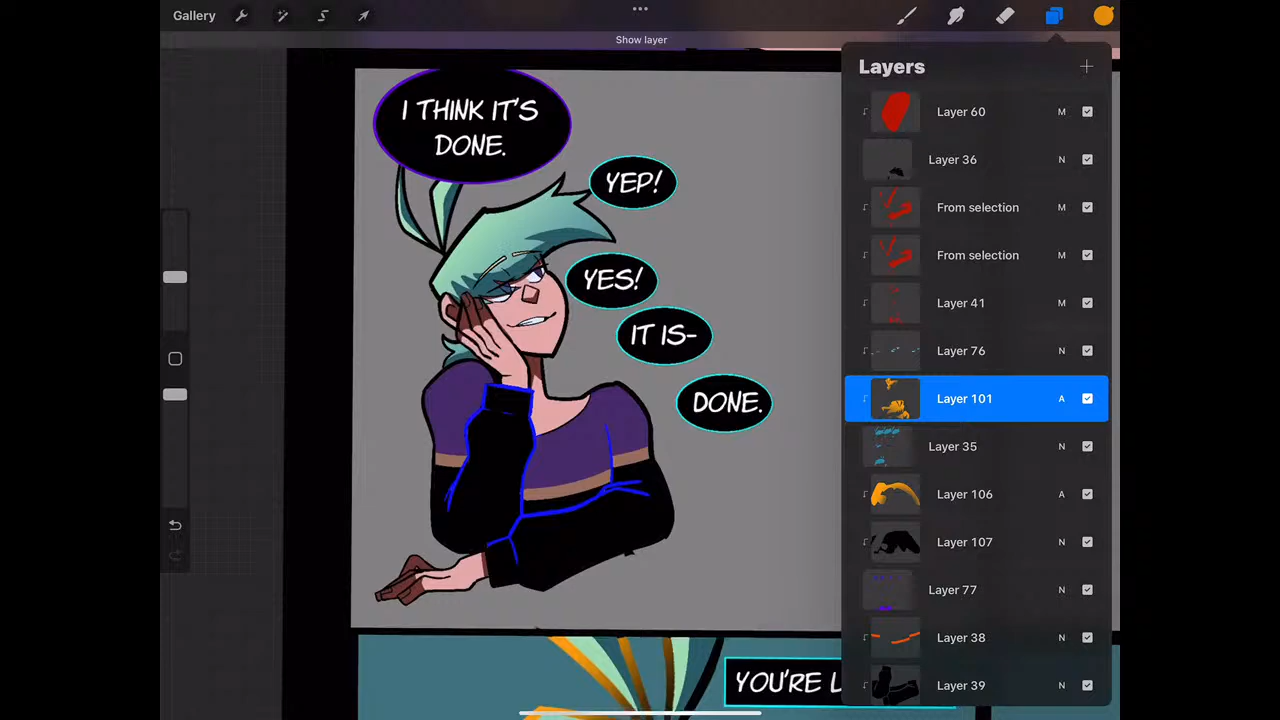 Gallery
Show layer
Layers
I THINK IT'S
DONE.
YEP!
YES!
IT IS-
DONE.
YOU'RE L
Layer 60 M
Layer 36 N
From selection M
From selection M
Layer 41 M
Layer 76 N
Layer 101 A
Layer 35 N
Layer 106 A
Layer 107 N
Layer 77 N
Layer 38 N
Layer 39 N